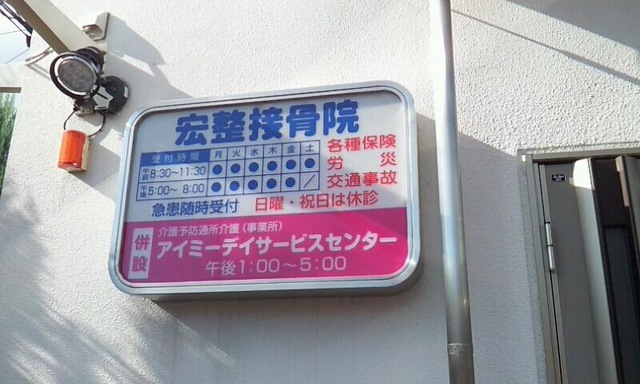 宏整接骨院
受付時間 月 火 水 木 金 土
午前 8:30～11:30 ● ● ● ● ● ●
午後 5:00～8:00 ● ● ● ● ● ／
各種保険
労災
交通事故
急患随時受付 日曜・祝日は休診
併設
介護予防通所介護(事業所)
アイミーデイサービスセンター
午後1:00～5:00